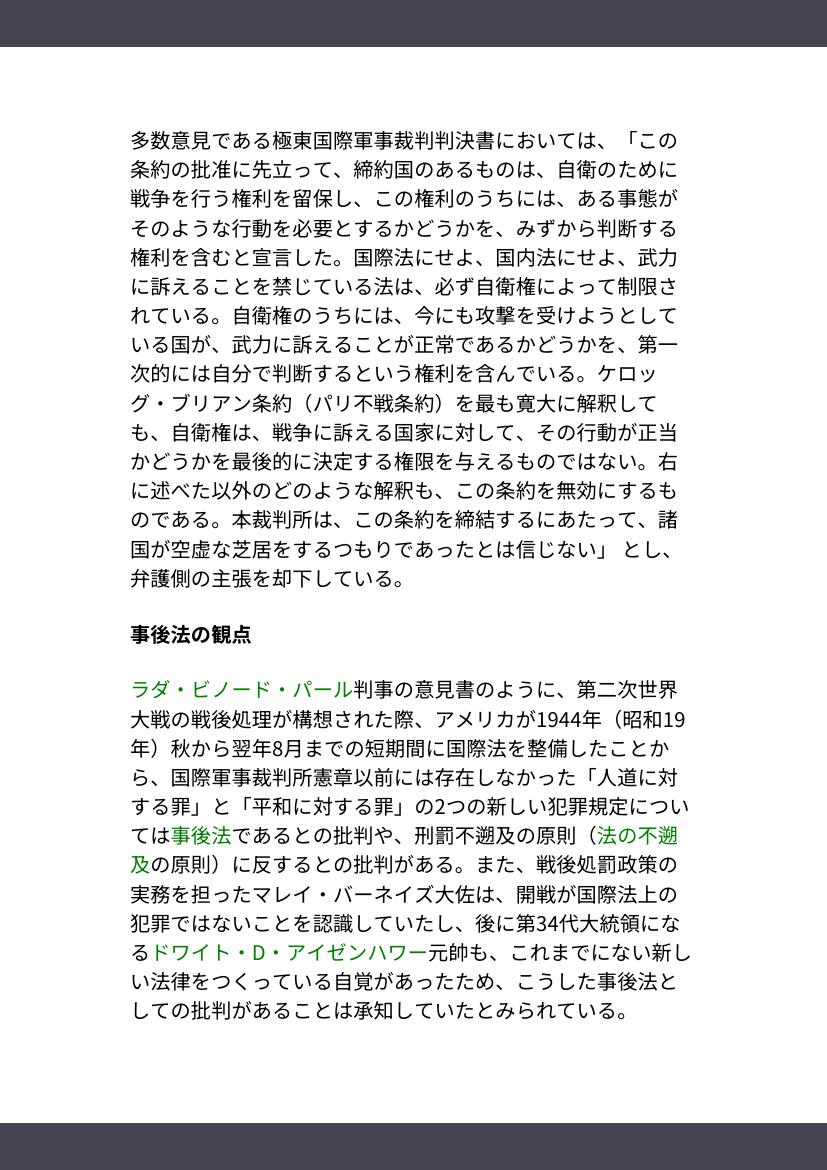 多数意見である極東国際軍事裁判判決書においては、「この
条約の批准に先立って、締約国のあるものは、自衛のために
戦争を行う権利を留保し、この権利のうちには、ある事態が
そのような行動を必要とするかどうかを、みずから判断する
権利を含むと宣言した。国際法にせよ、国内法にせよ、武力
に訴えることを禁じている法は、必ず自衛権によって制限さ
れている。自衛権のうちには、今にも攻撃を受けようとして
いる国が、武力に訴えることが正常であるかどうかを、第一
次的には自分で判断するという権利を含んでいる。ケロッ
グ・ブリアン条約（パリ不戦条約）を最も寛大に解釈して
も、自衛権は、戦争に訴える国家に対して、その行動が正当
かどうかを最後的に決定する権限を与えるものではない。右
に述べた以外のどのような解釈も、この条約を無効にするも
のである。本裁判所は、この条約を締結するにあたって、諸
国が空虚な芝居をするつもりであったとは信じない」 とし、
弁護側の主張を却下している。
事後法の観点
ラダ・ビノード・パール判事の意見書のように、第二次世界
大戦の戦後処理が構想された際、アメリカが1944年（昭和19
年）秋から翌年8月までの短期間に国際法を整備したことか
ら、国際軍事裁判所憲章以前には存在しなかった「人道に対
する罪」と「平和に対する罪」の2つの新しい犯罪規定につい
ては事後法であるとの批判や、刑罰不遡及の原則（法の不遡
及の原則）に反するとの批判がある。また、戦後処罰政策の
実務を担ったマレイ・バーネイズ大佐は、開戦が国際法上の
犯罪ではないことを認識していたし、後に第34代大統領にな
るドワイト・D・アイゼンハワー元帥も、これまでにない新し
い法律をつくっている自覚があったため、こうした事後法と
しての批判があることは承知していたとみられている。